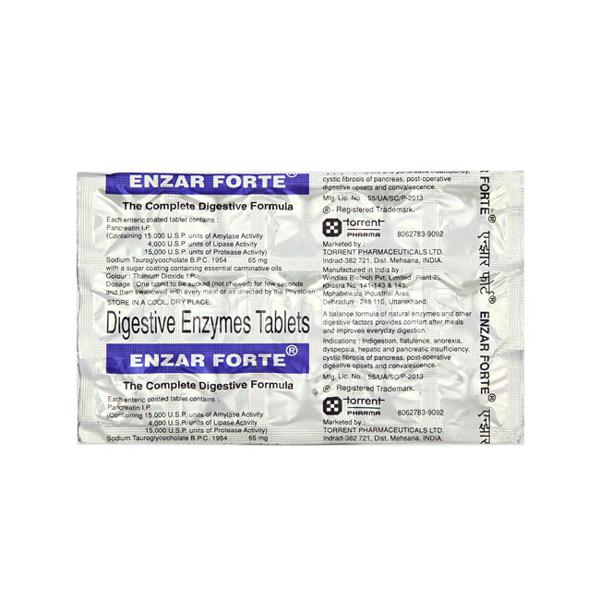 ENZAR FORTE®
The Complete Digestive Formula
Each enteric coated tablet contains :
Pancreatin I.P.
(Containing 15,000 U.S.P. units of Amylase Activity
4,000 U.S.P. units of Lipase Activity
15,000 U.S.P. units of Protease Activity)
Sodium Tauroglycocholate B.P.C. 1954 65 mg
with a sugar coating containing essential carminative oils
Colour : Titanium Dioxide I.P.
Dosage : One tablet to be sucked (not chewed) for few seconds
and then swallowed with every meal or as directed by the Physician
STORE IN A COOL, DRY PLACE.
Digestive Enzymes Tablets
ENZAR FORTE®
The Complete Digestive Formula
Each enteric coated tablet contains :
Pancreatin I.P.
(Containing 15,000 U.S.P. units of Amylase Activity
4,000 U.S.P. units of Lipase Activity
15,000 U.S.P. units of Protease Activity)
Sodium Tauroglycocholate B.P.C. 1954 65 mg
cystic fibrosis of pancreas, post-operative
digestive upsets and convalescence.
Mfg. Lic. No. : 55/UA/SC/P-2013
® - Registered Trademark.
torrent
PHARMA 8062783-9092
Marketed by :
TORRENT PHARMACEUTICALS LTD.
Indrad-382 721, Dist. Mehsana, INDIA.
Manufactured in India by :
Windlas Biotech Pvt. Limited (Plant-2),
Khasra No. 141-143 & 145,
Mohabewala Industrial Area,
Dehradun - 248 110, Uttarakhand.
A balance formula of natural enzymes and other
digestive factors provides comfort after meals
and improves everyday digestion.
Indications : Indigestion, flatulence, anorexia,
dyspepsia, hepatic and pancreatic insufficiency,
cystic fibrosis of pancreas, post-operative
digestive upsets and convalescence.
Mfg. Lic. No. : 55/UA/SC/P-2013
® - Registered Trademark.
torrent
PHARMA 8062783-9092
Marketed by :
TORRENT PHARMACEUTICALS LTD.
Indrad-382 721, Dist. Mehsana, INDIA.
ZAR FORTE®
एन्ज़ार फोर्ट
ENZAR FORTE®